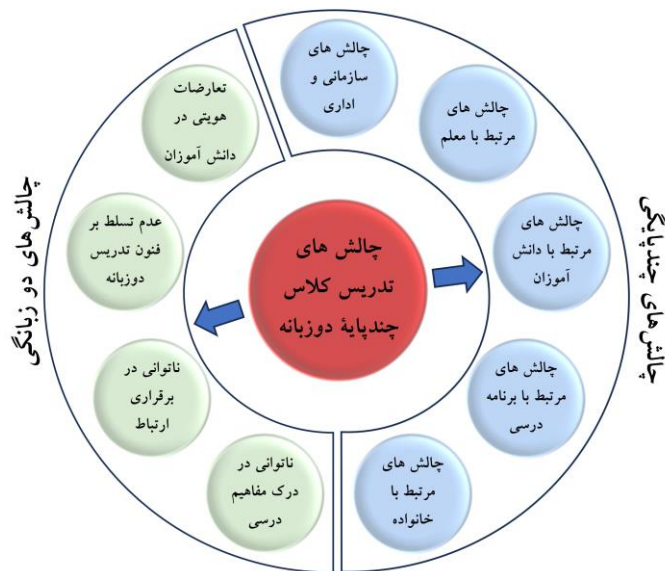 چالش های
تدریس کلاس
چندپایۀ دوزبانه
چالش‌های چندپایگی
چالش های
سازمانی و
اداری
چالش های
مرتبط با معلم
چالش های
مرتبط با دانش
آموزان
چالش های
مرتبط با برنامه
درسی
چالش های
مرتبط با
خانواده
چالش‌های دو زبانگی
تعارضات
هویتی در
دانش آموزان
عدم تسلط بر
فنون تدریس
دوزبانه
ناتوانی در
برقراری
ارتباط
ناتوانی در
درک مفاهیم
درسی